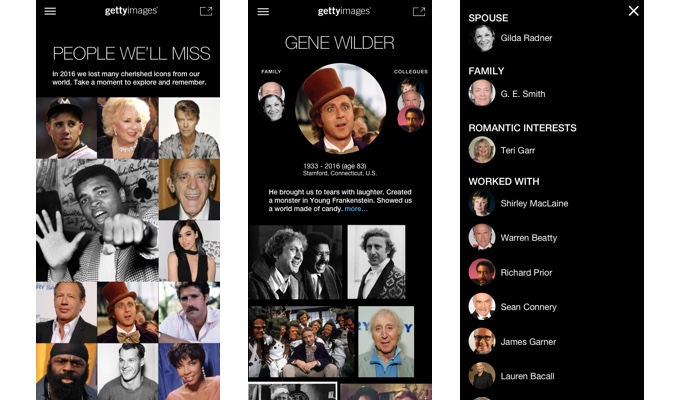 gettyimages®
PEOPLE WE'LL MISS
In 2016 we lost many cherished icons from our
world. Take a moment to explore and remember.
gettyimages®
GENE WILDER
FAMILY
COLLEGUES
1933 - 2016 (age 83)
Stamford, Connecticut, U.S.
He brought us to tears with laughter. Created
a monster in Young Frankenstein. Showed us
a world made of candy. more...
SPOUSE
Gilda Radner
FAMILY
G. E. Smith
ROMANTIC INTERESTS
Teri Garr
WORKED WITH
Shirley MacLaine
Warren Beatty
Richard Prior
Sean Connery
James Garner
Lauren Bacall